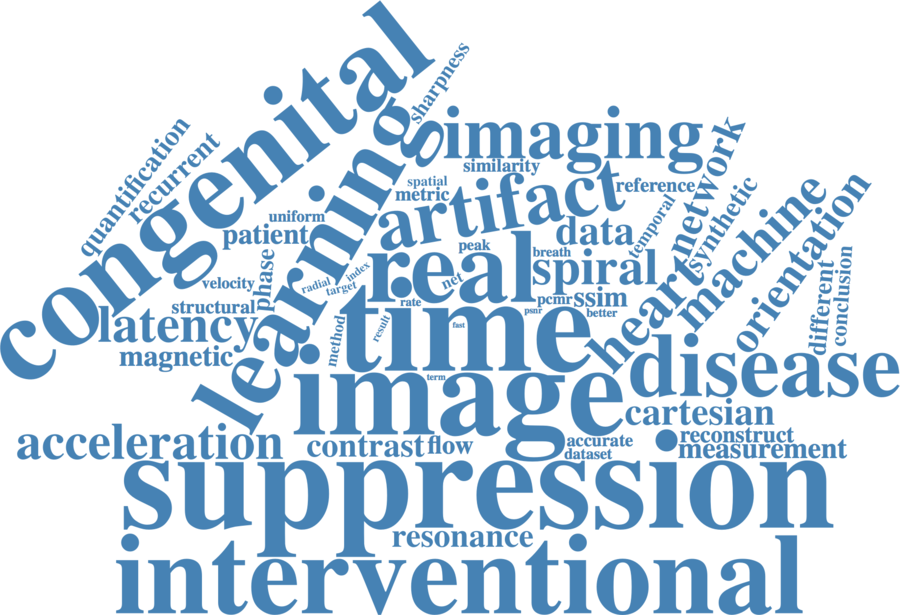 congenital
sharpness
learning
imaging
quantification
recurrent
similarity
network
spatial
metric
artifact
reference
synthetic
machine
orientation
uniform
patient
data
temporal
peak
breath
real
spiral
heart
phase
velocity
radial
target
index
net
structural
latency
rate
pcmr
ssim
psnr
better
different
conclusion
magnetic
method
result
time
fast
term
image
disease
cartesian
acceleration
contrast
flow
accurate
dataset
reconstruct
measurement
suppression
resonance
interventional